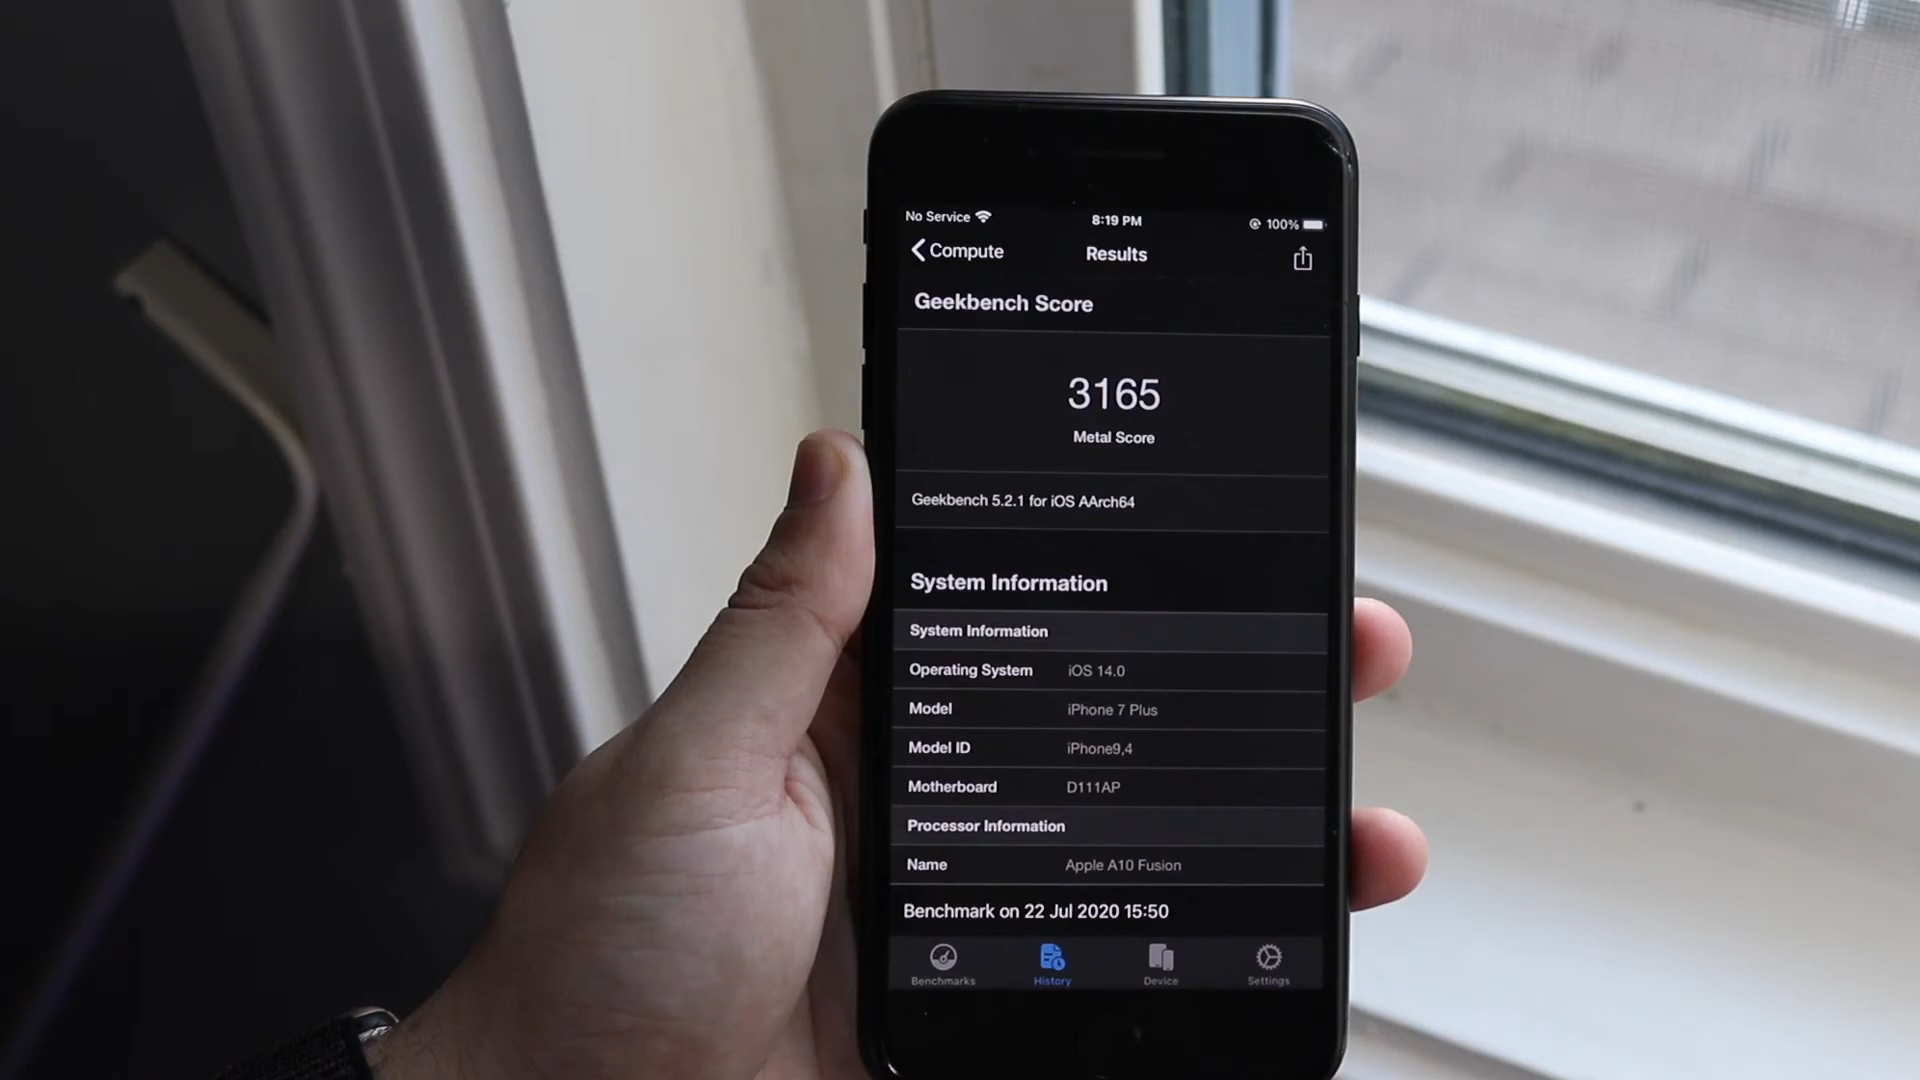 No Service 8:19 PM 100%
Compute Results
Geekbench Score
3165
Metal Score
Geekbench 5.2.1 for iOS AArch64
System Information
System Information
Operating System iOS 14.0
Model iPhone 7 Plus
Model ID iPhone9,4
Motherboard D111AP
Processor Information
Name Apple A10 Fusion
Benchmark on 22 Jul 2020 15:50
Benchmarks History Device Settings